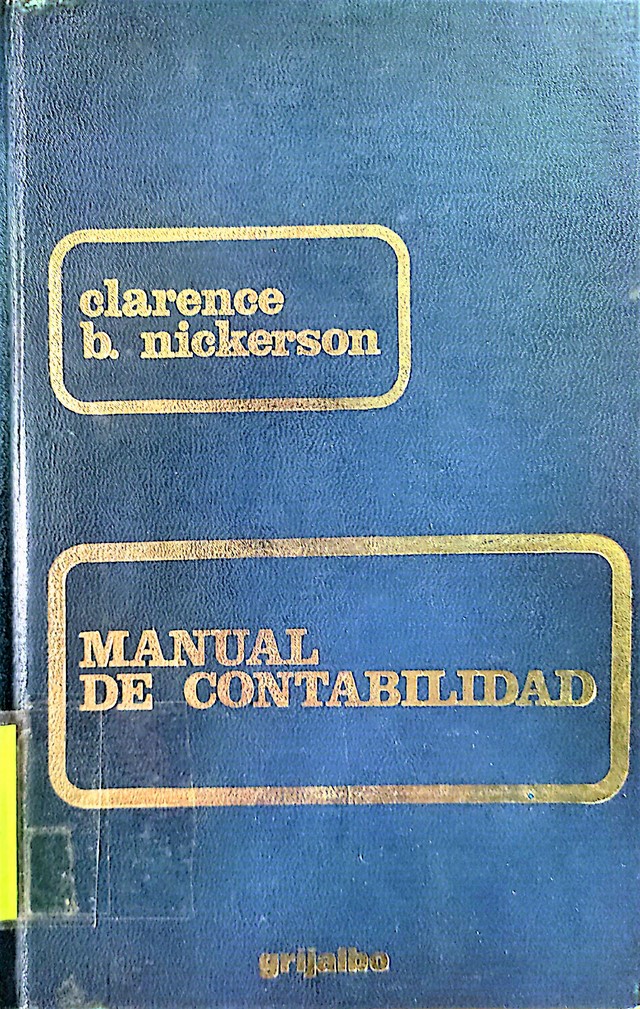 clarence
b. nickerson
MANUAL
DE CONTABILIDAD
grijalbo